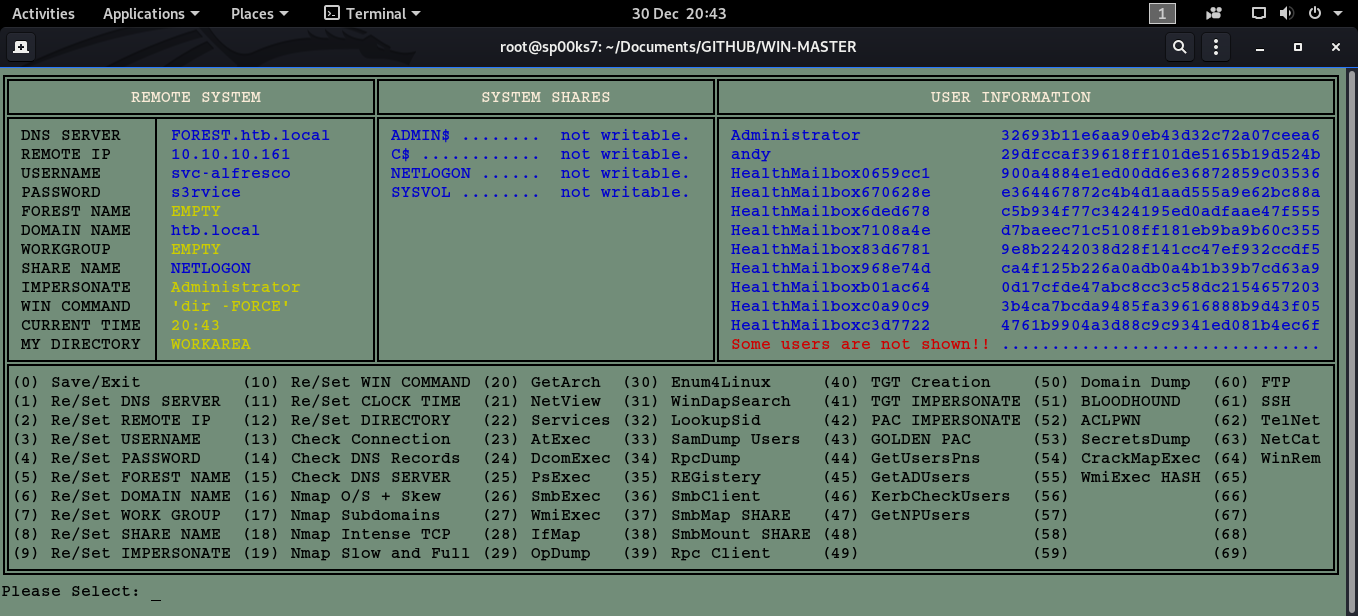 Activities Applications Places Terminal 30 Dec 20:43 1
root@sp00ks7: ~/Documents/GITHUB/WIN-MASTER
REMOTE SYSTEM SYSTEM SHARES USER INFORMATION
DNS SERVER FOREST.htb.local ADMIN$ ........ not writable. Administrator 32693b11e6aa90eb43d32c72a07ceea6
REMOTE IP 10.10.10.161 C$ ............ not writable. andy 29dfccaf39618ff101de5165b19d524b
USERNAME svc-alfresco NETLOGON ...... not writable. HealthMailbox0659cc1 900a4884e1ed00dd6e36872859c03536
PASSWORD s3rvice SYSVOL ........ not writable. HealthMailbox670628e e364467872c4b4d1aad555a9e62bc88a
FOREST NAME EMPTY HealthMailbox6ded678 c5b934f77c3424195ed0adfaae47f555
DOMAIN NAME htb.local HealthMailbox7108a4e d7baeec71c5108ff181eb9ba9b60c355
WORKGROUP EMPTY HealthMailbox83d6781 9e8b2242038d28f141cc47ef932ccdf5
SHARE NAME NETLOGON HealthMailbox968e74d ca4f125b226a0adb0a4b1b39b7cd63a9
IMPERSONATE Administrator HealthMailboxb01ac64 0d17cfde47abc8cc3c58dc2154657203
WIN COMMAND 'dir -FORCE' HealthMailboxc0a90c9 3b4ca7bcda9485fa39616888b9d43f05
CURRENT TIME 20:43 HealthMailboxc3d7722 4761b9904a3d88c9c9341ed081b4ec6f
MY DIRECTORY WORKAREA Some users are not shown!! ................................
(0) Save/Exit (10) Re/Set WIN COMMAND (20) GetArch (30) Enum4Linux (40) TGT Creation (50) Domain Dump (60) FTP
(1) Re/Set DNS SERVER (11) Re/Set CLOCK TIME (21) NetView (31) WinDapSearch (41) TGT IMPERSONATE (51) BLOODHOUND (61) SSH
(2) Re/Set REMOTE IP (12) Re/Set DIRECTORY (22) Services (32) LookupSid (42) PAC IMPERSONATE (52) ACLPWN (62) TelNet
(3) Re/Set USERNAME (13) Check Connection (23) AtExec (33) SamDump Users (43) GOLDEN PAC (53) SecretsDump (63) NetCat
(4) Re/Set PASSWORD (14) Check DNS Records (24) DcomExec (34) RpcDump (44) GetUsersPns (54) CrackMapExec (64) WinRem
(5) Re/Set FOREST NAME (15) Check DNS SERVER (25) PsExec (35) REGistery (45) GetADUsers (55) WmiExec HASH (65)
(6) Re/Set DOMAIN NAME (16) Nmap O/S + Skew (26) SmbExec (36) SmbClient (46) KerbCheckUsers (56) (66)
(7) Re/Set WORK GROUP (17) Nmap Subdomains (27) WmiExec (37) SmbMap SHARE (47) GetNPUsers (57) (67)
(8) Re/Set SHARE NAME (18) Nmap Intense TCP (28) IfMap (38) SmbMount SHARE (48) (58) (68)
(9) Re/Set IMPERSONATE (19) Nmap Slow and Full (29) OpDump (39) Rpc Client (49) (59) (69)
Please Select: _